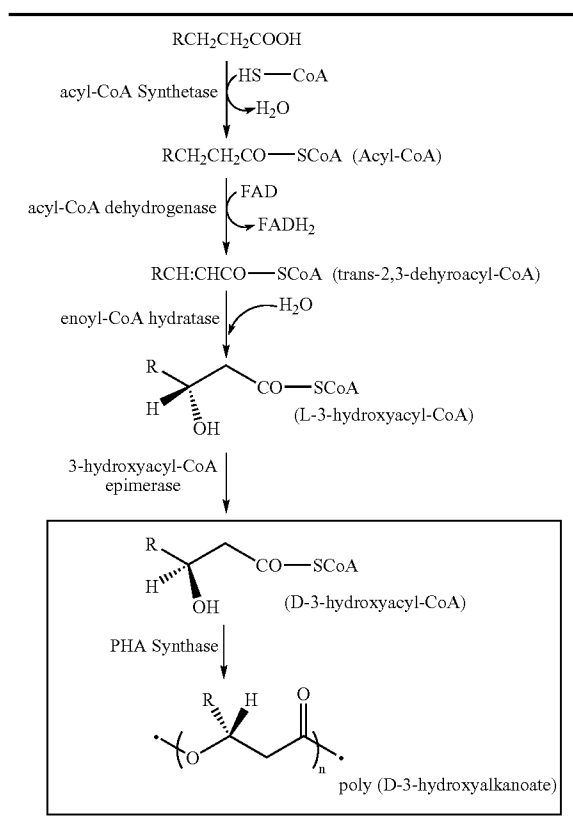 RCH₂CH₂COOH
HS—CoA
acyl-CoA Synthetase
H₂O
RCH₂CH₂CO—SCoA (Acyl-CoA)
FAD
acyl-CoA dehydrogenase
FADH₂
RCH:CHCO—SCoA (trans-2,3-dehyroacyl-CoA)
H₂O
enoyl-CoA hydratase
R
CO—SCoA
H
OH
(L-3-hydroxyacyl-CoA)
3-hydroxyacyl-CoA
epimerase
R
CO—SCoA
H
OH
(D-3-hydroxyacyl-CoA)
PHA Synthase
R H O
O
n
poly (D-3-hydroxyalkanoate)